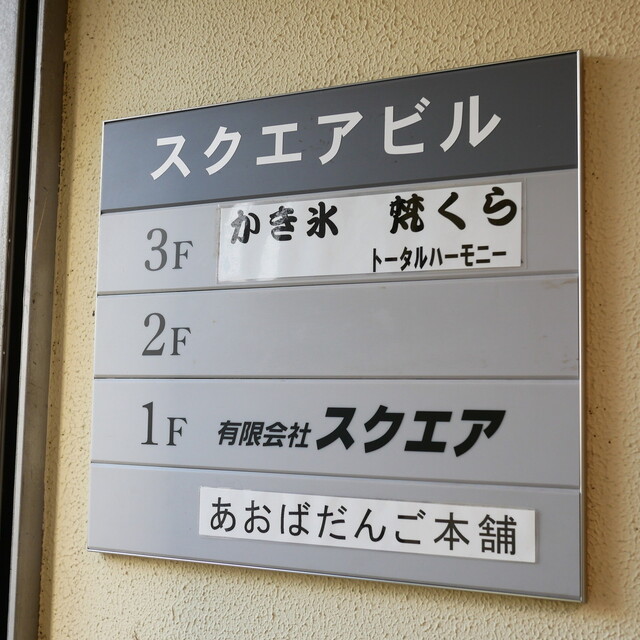 スクエアビル
3F かき氷 梵くら
トータルハーモニー
2F
1F 有限会社スクエア
あおばだんご本舗